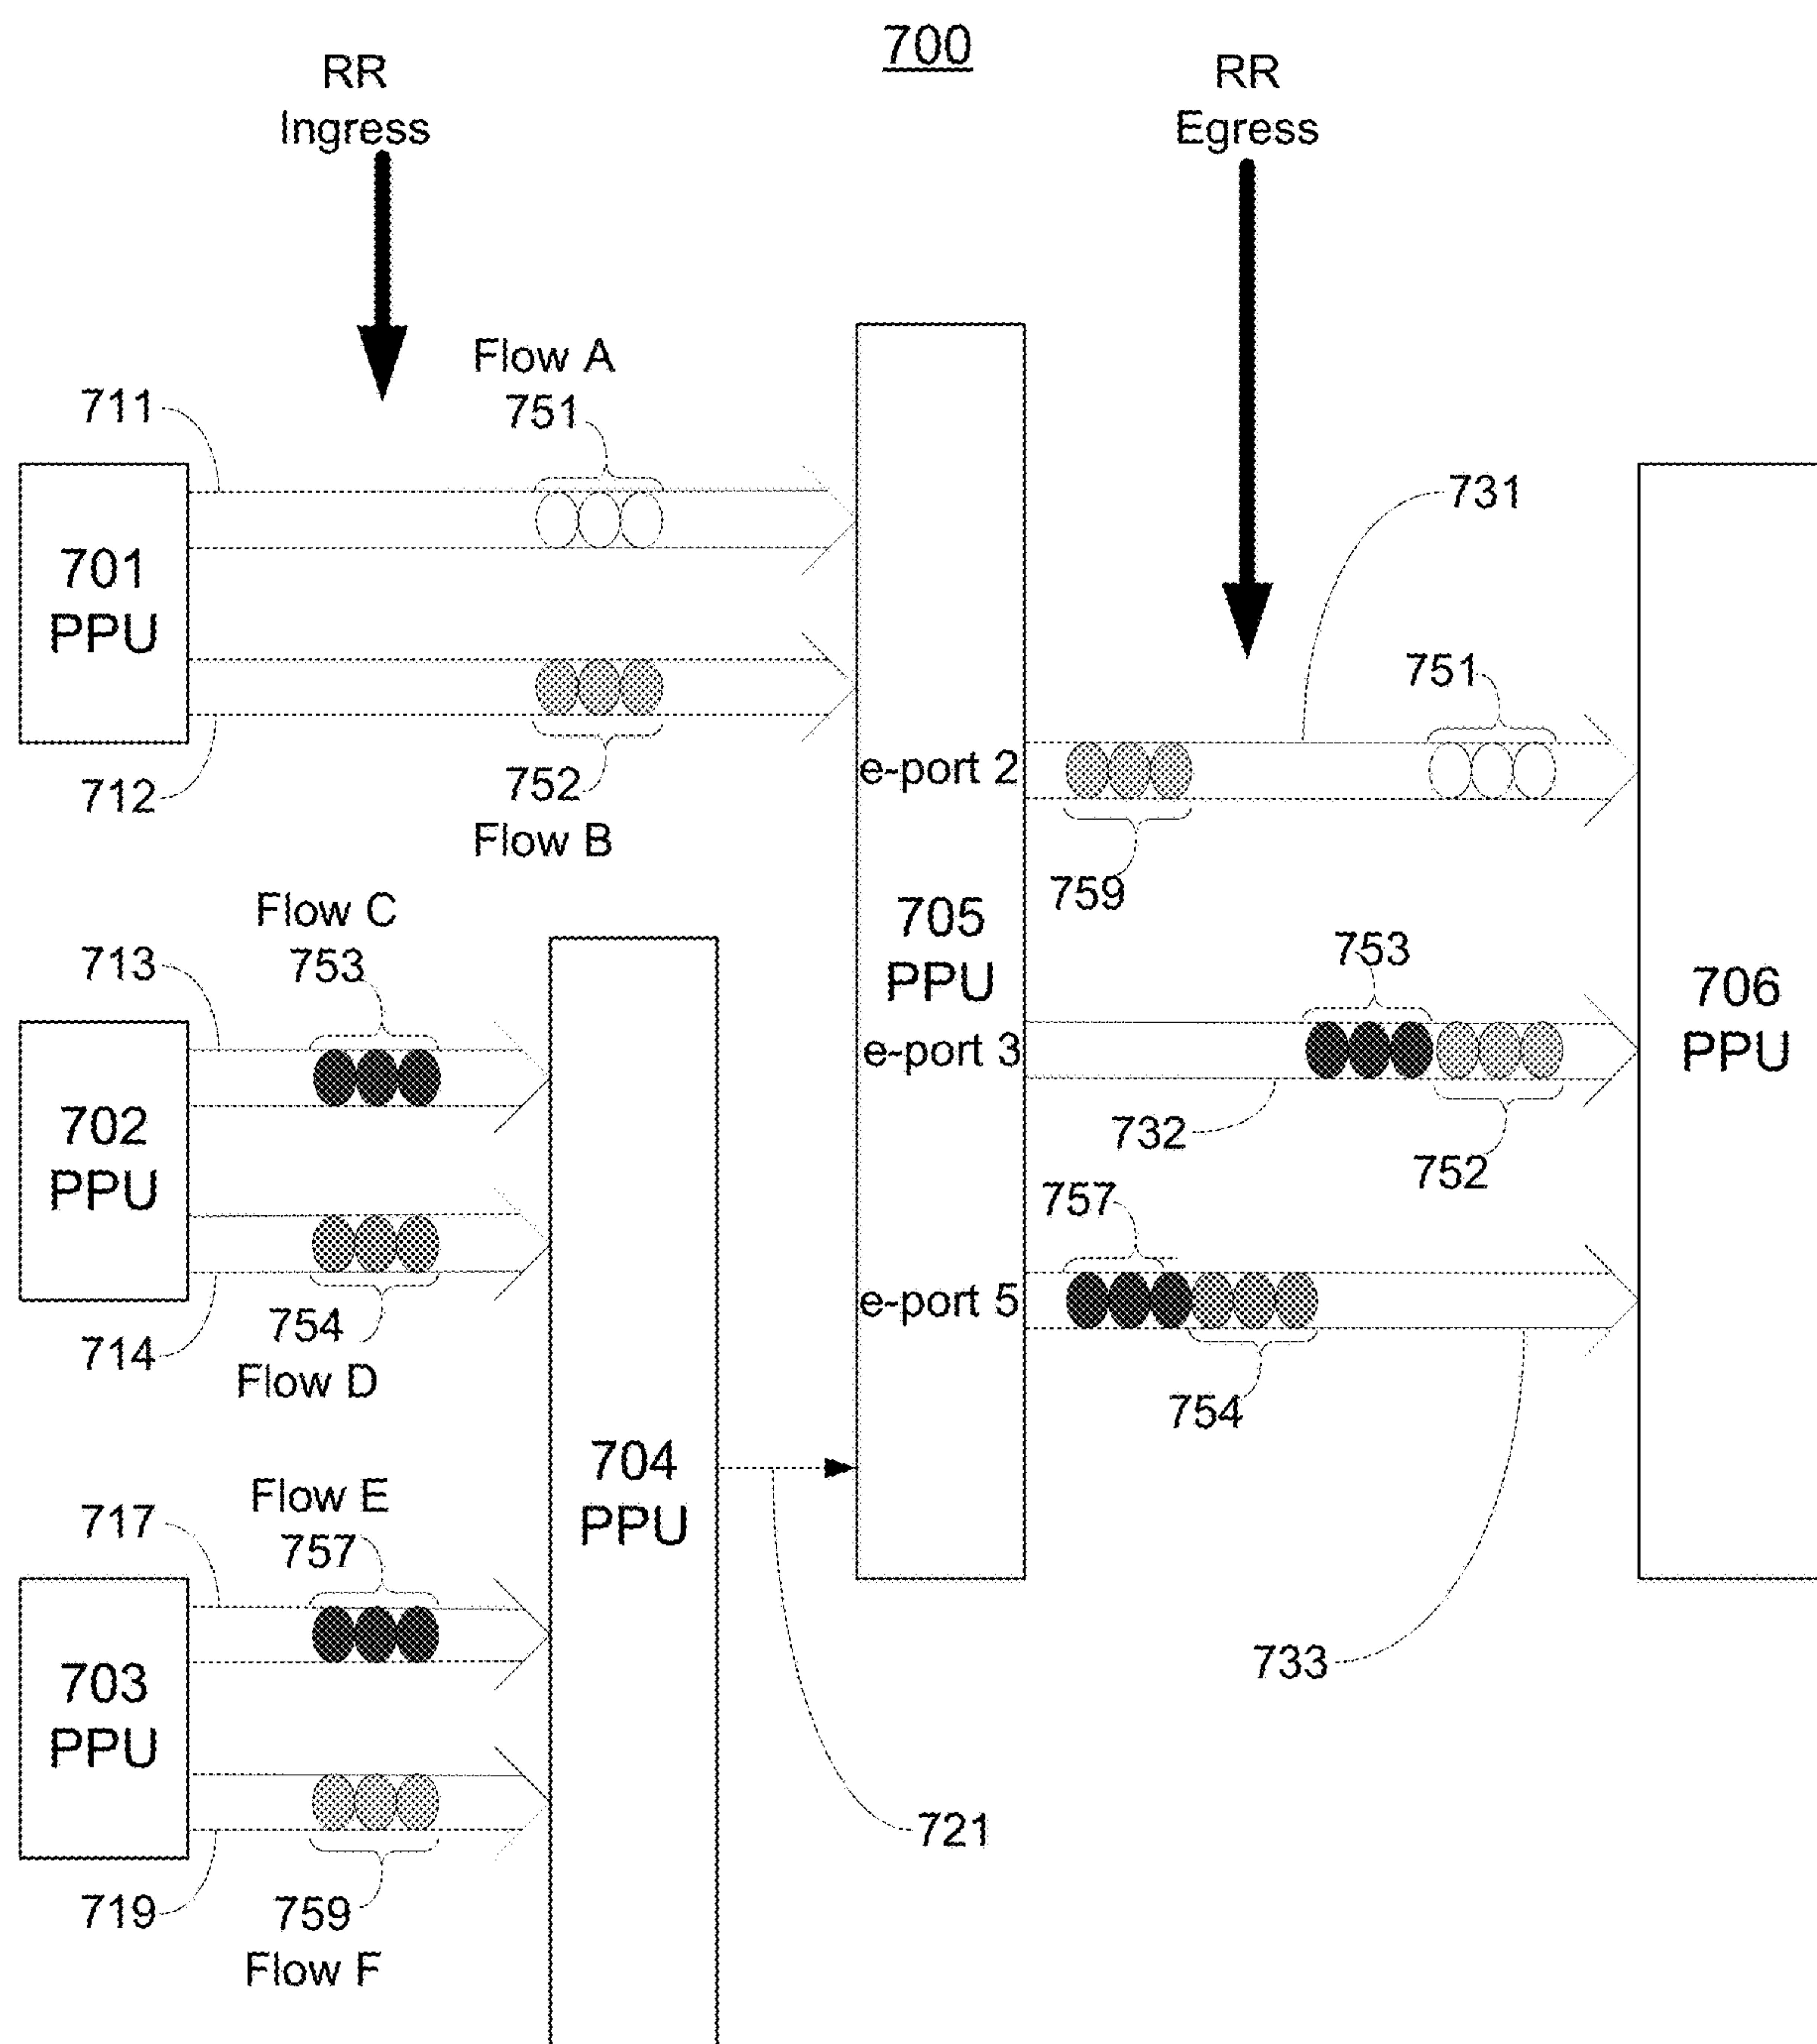 700
RR
Ingress
RR
Egress
Flow A
751
711
701
PPU
712
752
Flow B
731
751
e-port 2
759
Flow C
753
713
702
PPU
714
754
Flow D
705
PPU
753
e-port 3
732
752
706
PPU
757
e-port 5
754
704
PPU
Flow E
757
717
703
PPU
719
759
Flow F
733
721